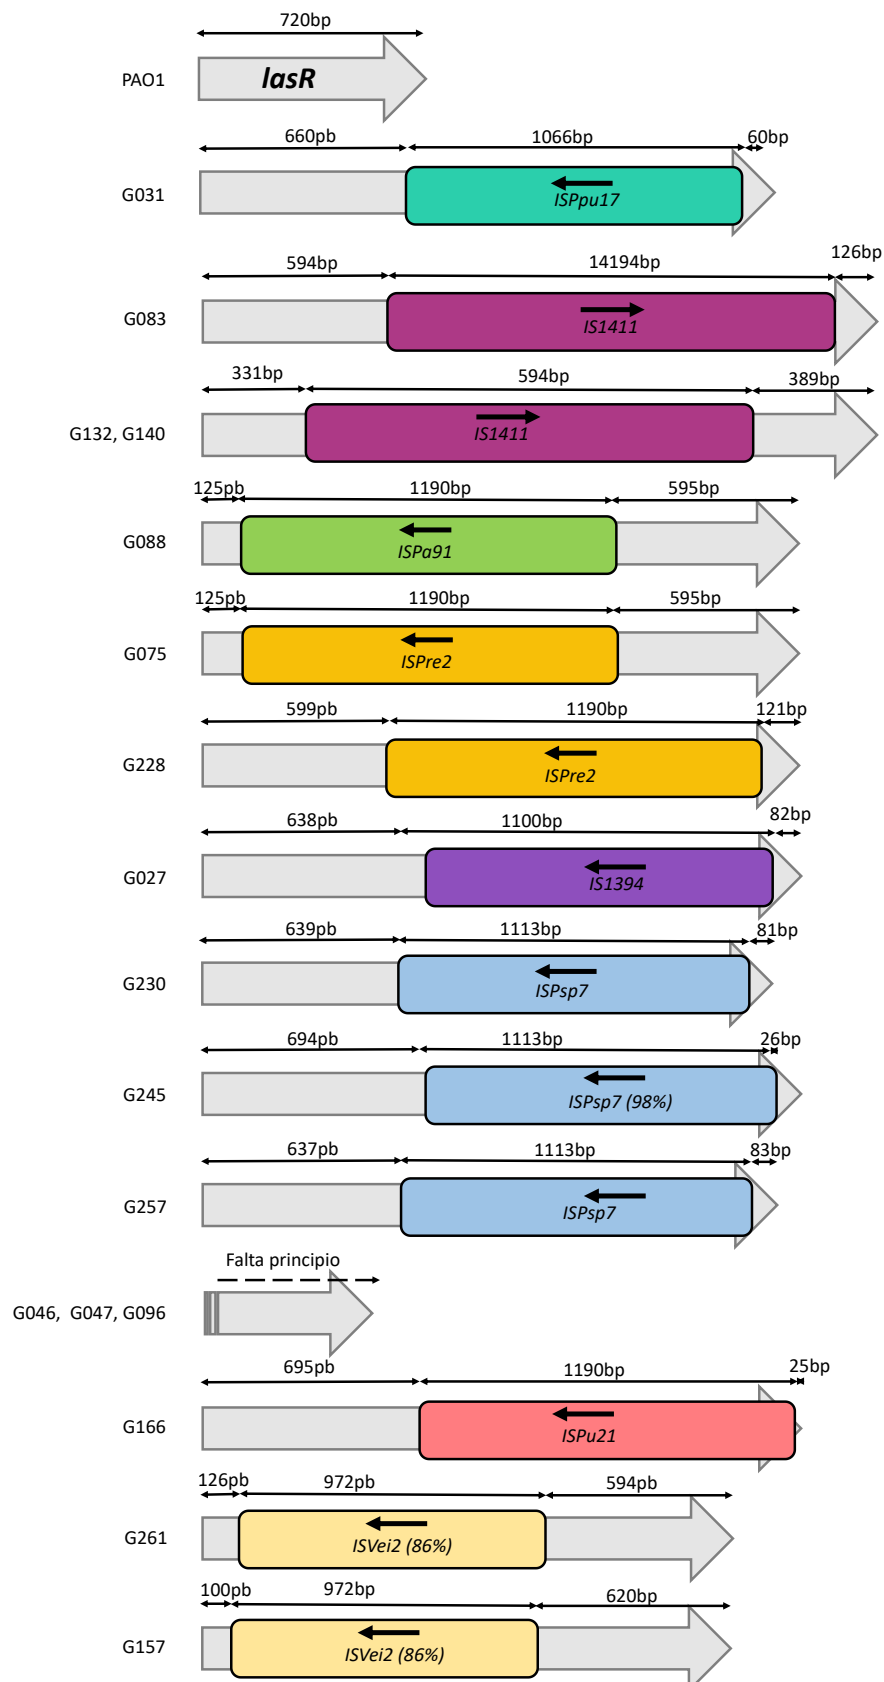 720bp
PAO1
lasR
660pb 1066bp 60bp
G031
ISPpu17
594bp 14194bp 126bp
G083
IS1411
331bp 594bp 389bp
G132, G140
IS1411
125pb 1190bp 595bp
G088
ISPa91
125pb 1190bp 595bp
G075
ISPre2
599pb 1190bp 121bp
G228
ISPre2
638pb 1100bp 82bp
G027
IS1394
639pb 1113bp 81bp
G230
ISPsp7
694pb 1113bp 26bp
G245
ISPsp7 (98%)
637pb 1113bp 83bp
G257
ISPsp7
Falta principio
G046, G047, G096
695pb 1190bp 25bp
G166
ISPu21
126pb 972pb 594pb
G261
ISVei2 (86%)
100pb 972bp 620bp
G157
ISVei2 (86%)